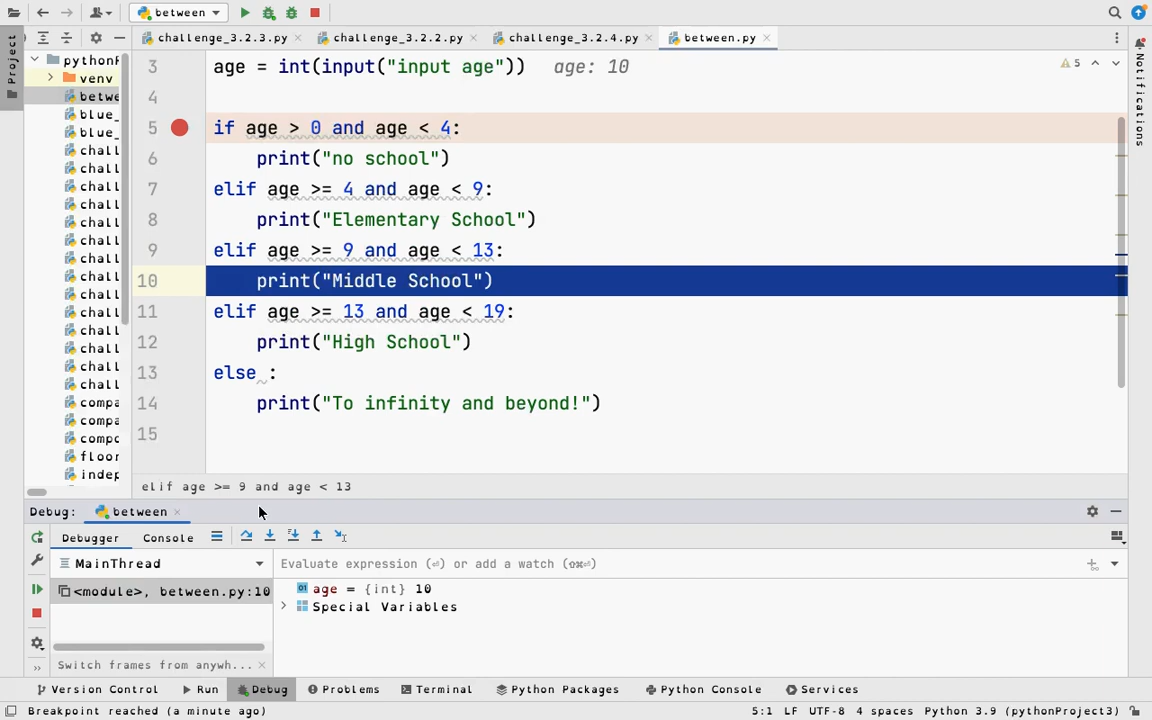 between
Project
challenge_3.2.3.py
challenge_3.2.2.py
challenge_3.2.4.py
between.py
Notifications
pythonP
venv
betwe
blue_
blue_
chall
chall
chall
chall
chall
chall
chall
chall
chall
chall
chall
chall
chall
compa
compa
compo
floor
indep
5
3 age = int(input("input age")) age: 10
4
5 if age > 0 and age < 4:
6 print("no school")
7 elif age >= 4 and age < 9:
8 print("Elementary School")
9 elif age >= 9 and age < 13:
10 print("Middle School")
11 elif age >= 13 and age < 19:
12 print("High School")
13 else :
14 print("To infinity and beyond!")
15
elif age >= 9 and age < 13
Debug: between
Debugger Console
MainThread
Evaluate expression (⏎) or add a watch (⇧⌘⏎)
<module>, between.py:10
age = {int} 10
Special Variables
Switch frames from anywh...
Version Control Run Debug Problems Terminal Python Packages Python Console Services
Breakpoint reached (a minute ago) 5:1 LF UTF-8 4 spaces Python 3.9 (pythonProject3)